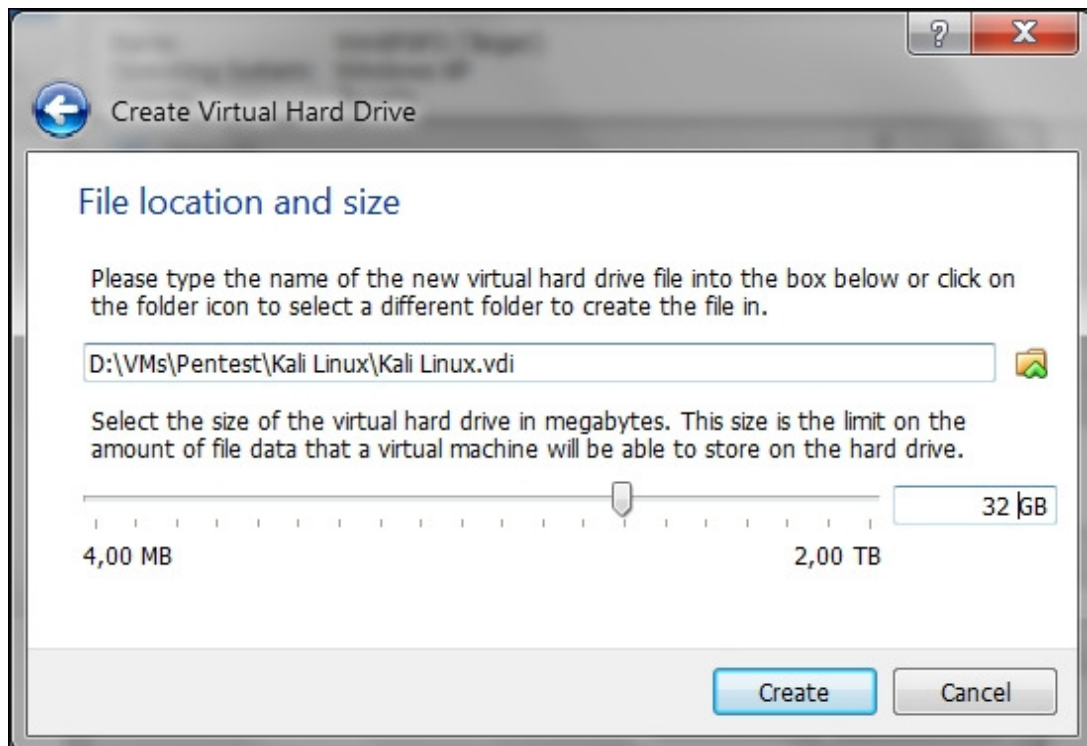 Create Virtual Hard Drive
File location and size
Please type the name of the new virtual hard drive file into the box below or click on
the folder icon to select a different folder to create the file in.
D:\VMs\Pentest\Kali Linux\Kali Linux.vdi
Select the size of the virtual hard drive in megabytes. This size is the limit on the
amount of file data that a virtual machine will be able to store on the hard drive.
32 GB
4,00 MB 2,00 TB
Create Cancel